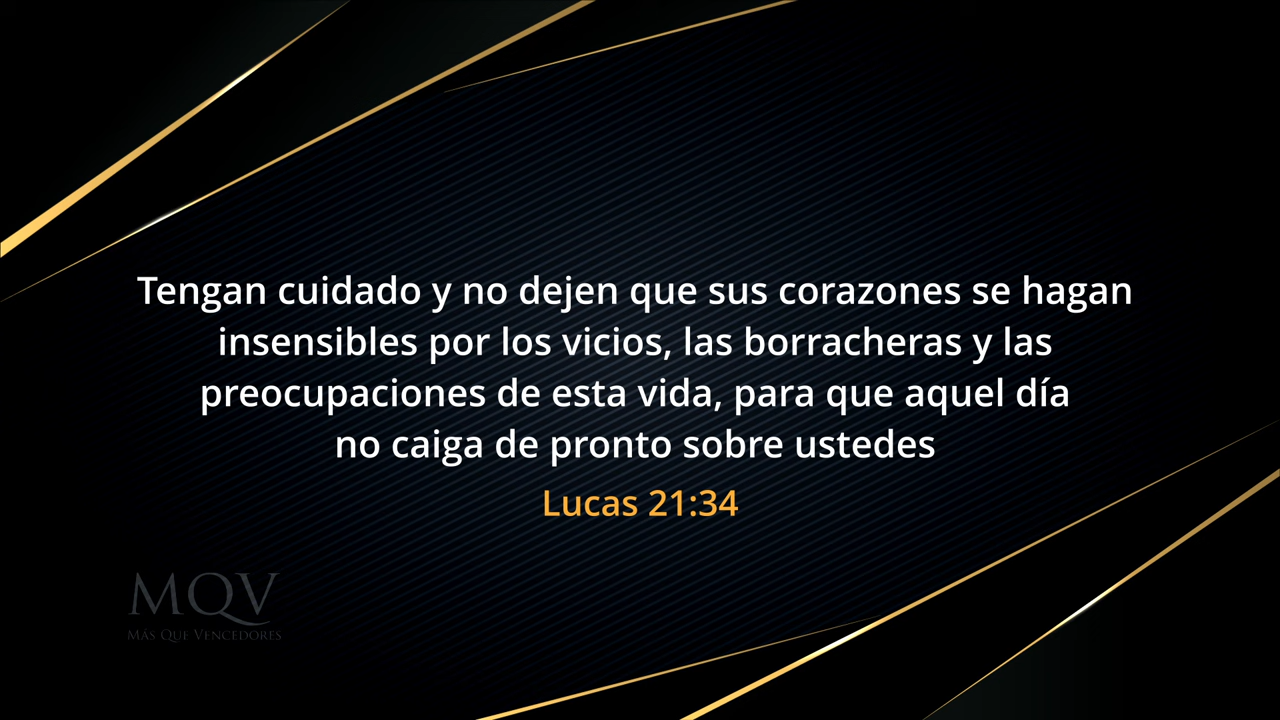 Tengan cuidado y no dejen que sus corazones se hagan
insensibles por los vicios, las borracheras y las
preocupaciones de esta vida, para que aquel día
no caiga de pronto sobre ustedes
Lucas 21:34
MQV
MÁS QUE VENCEDORES